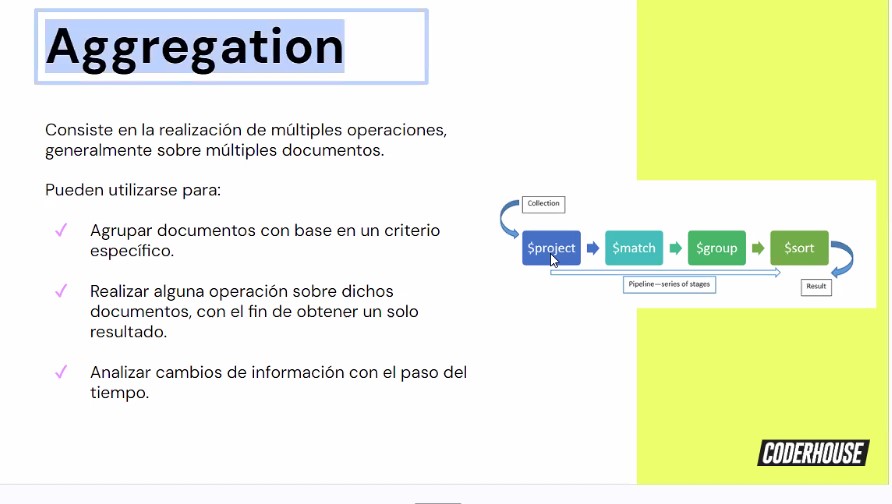 Aggregation
Consiste en la realización de múltiples operaciones,
generalmente sobre múltiples documentos.
Pueden utilizarse para:
✓ Agrupar documentos con base en un criterio
específico.
✓ Realizar alguna operación sobre dichos
documentos, con el fin de obtener un solo
resultado.
✓ Analizar cambios de información con el paso del
tiempo.
Collection
$project
$match
$group
$sort
Pipeline—series of stages
Result
CODERHOUSE